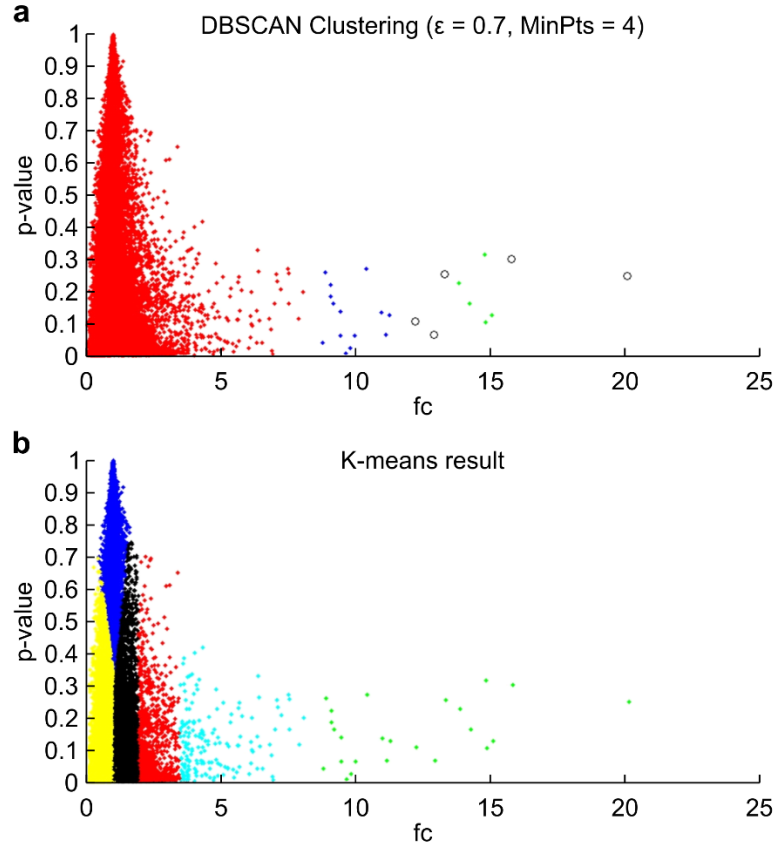 a
DBSCAN Clustering (ε = 0.7, MinPts = 4)
1
0.9
0.8
0.7
0.6
0.5
0.4
0.3
0.2
0.1
0
p-value
0 5 10 15 20 25
fc
b
K-means result
1
0.9
0.8
0.7
0.6
0.5
0.4
0.3
0.2
0.1
0
p-value
0 5 10 15 20 25
fc